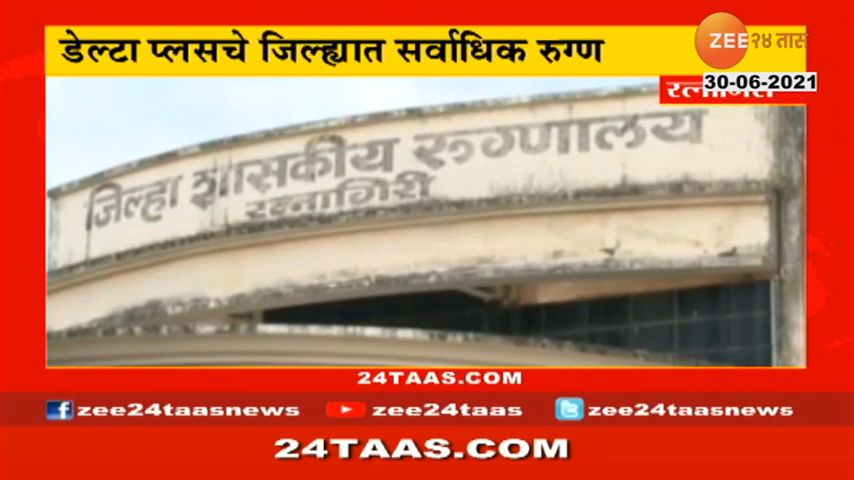 डेल्टा प्लसचे जिल्ह्यात सर्वाधिक रुग्ण
ZEE २४ तास
30-06-2021
जिल्हा शासकीय रुग्णालय
रत्नागिरी
24TAAS.COM
zee24taasnews zee24taas zee24taasnews
24TAAS.COM